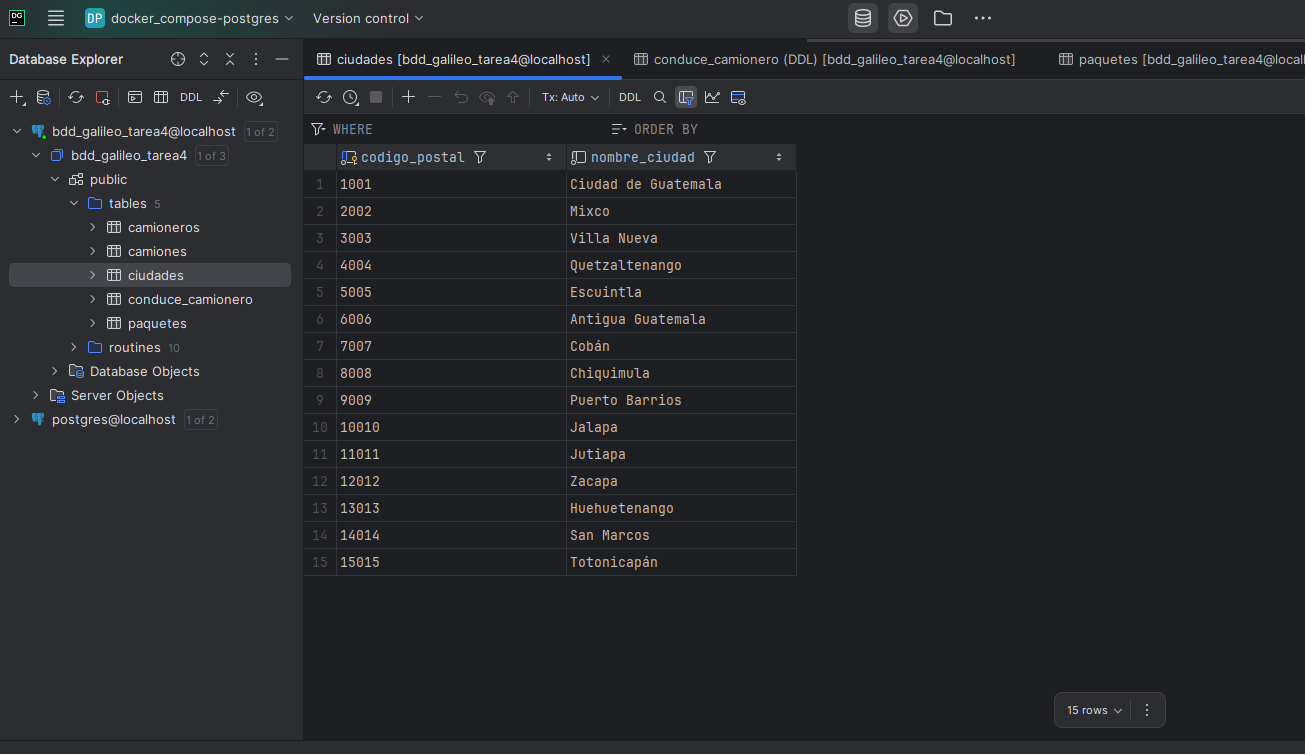 DG
DP docker_compose-postgres Version control
Database Explorer
ciudades [bdd_galileo_tarea4@localhost]
conduce_camionero (DDL) [bdd_galileo_tarea4@localhost]
paquetes [bdd_galileo_tarea4@local
DDL
Tx: Auto DDL
bdd_galileo_tarea4@localhost 1 of 2
bdd_galileo_tarea4 1 of 3
public
tables 5
camioneros
camiones
ciudades
conduce_camionero
paquetes
routines 10
Database Objects
Server Objects
postgres@localhost 1 of 2
WHERE ORDER BY
codigo_postal nombre_ciudad
1 1001 Ciudad de Guatemala
2 2002 Mixco
3 3003 Villa Nueva
4 4004 Quetzaltenango
5 5005 Escuintla
6 6006 Antigua Guatemala
7 7007 Cobán
8 8008 Chiquimula
9 9009 Puerto Barrios
10 10010 Jalapa
11 11011 Jutiapa
12 12012 Zacapa
13 13013 Huehuetenango
14 14014 San Marcos
15 15015 Totonicapán
15 rows